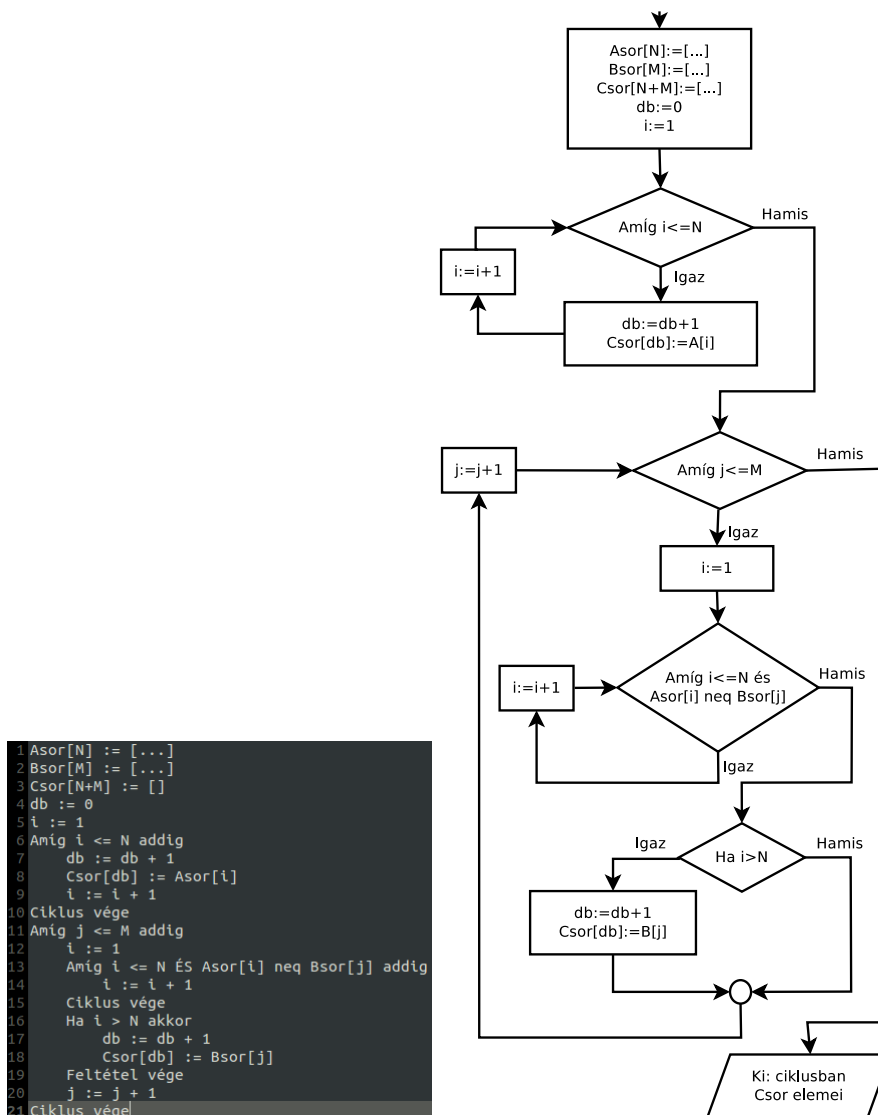 Asor[N]:=[...]
Bsor[M]:=[...]
Csor[N+M]:=[...]
db:=0
i:=1
AmÍg i<=N
Hamis
Igaz
i:=i+1
db:=db+1
Csor[db]:=A[i]
j:=j+1
Amíg j<=M
Hamis
Igaz
i:=1
i:=i+1
Amíg i<=N és
Asor[i] neq Bsor[j]
Hamis
Igaz
Igaz
Ha i>N
Hamis
db:=db+1
Csor[db]:=B[j]
Ki: ciklusban
Csor elemei
1 Asor[N] := [...]
2 Bsor[M] := [...]
3 Csor[N+M] := []
4 db := 0
5 i := 1
6 Amíg i <= N addig
7 db := db + 1
8 Csor[db] := Asor[i]
9 i := i + 1
10 Ciklus vége
11 Amíg j <= M addig
12 i := 1
13 Amíg i <= N ÉS Asor[i] neq Bsor[j] addig
14 i := i + 1
15 Ciklus vége
16 Ha i > N akkor
17 db := db + 1
18 Csor[db] := Bsor[j]
19 Feltétel vége
20 j := j + 1
21 Ciklus vége